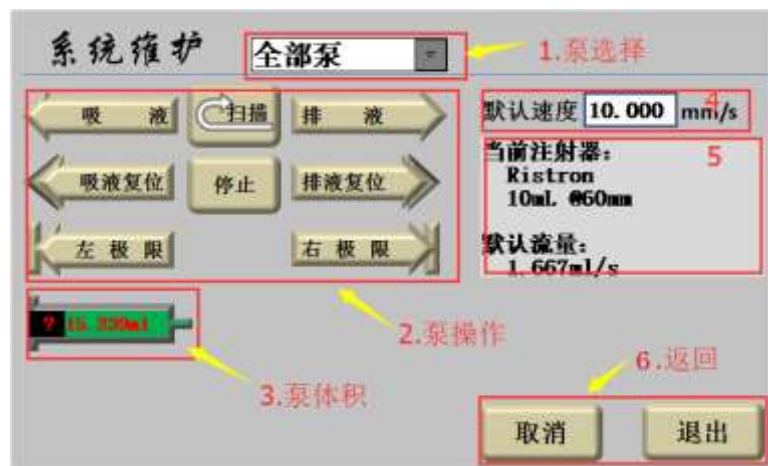 系统维护
全部泵
1.泵选择
吸 液
扫描
排 液
默认速度 10.000 mm/s
4
吸液复位
停止
排液复位
当前注射器：
5
Ristron
10mL @60mm
左极限
右极限
默认流量：
1.667ml/s
2.泵操作
?
3.泵体积
6.返回
取消
退出